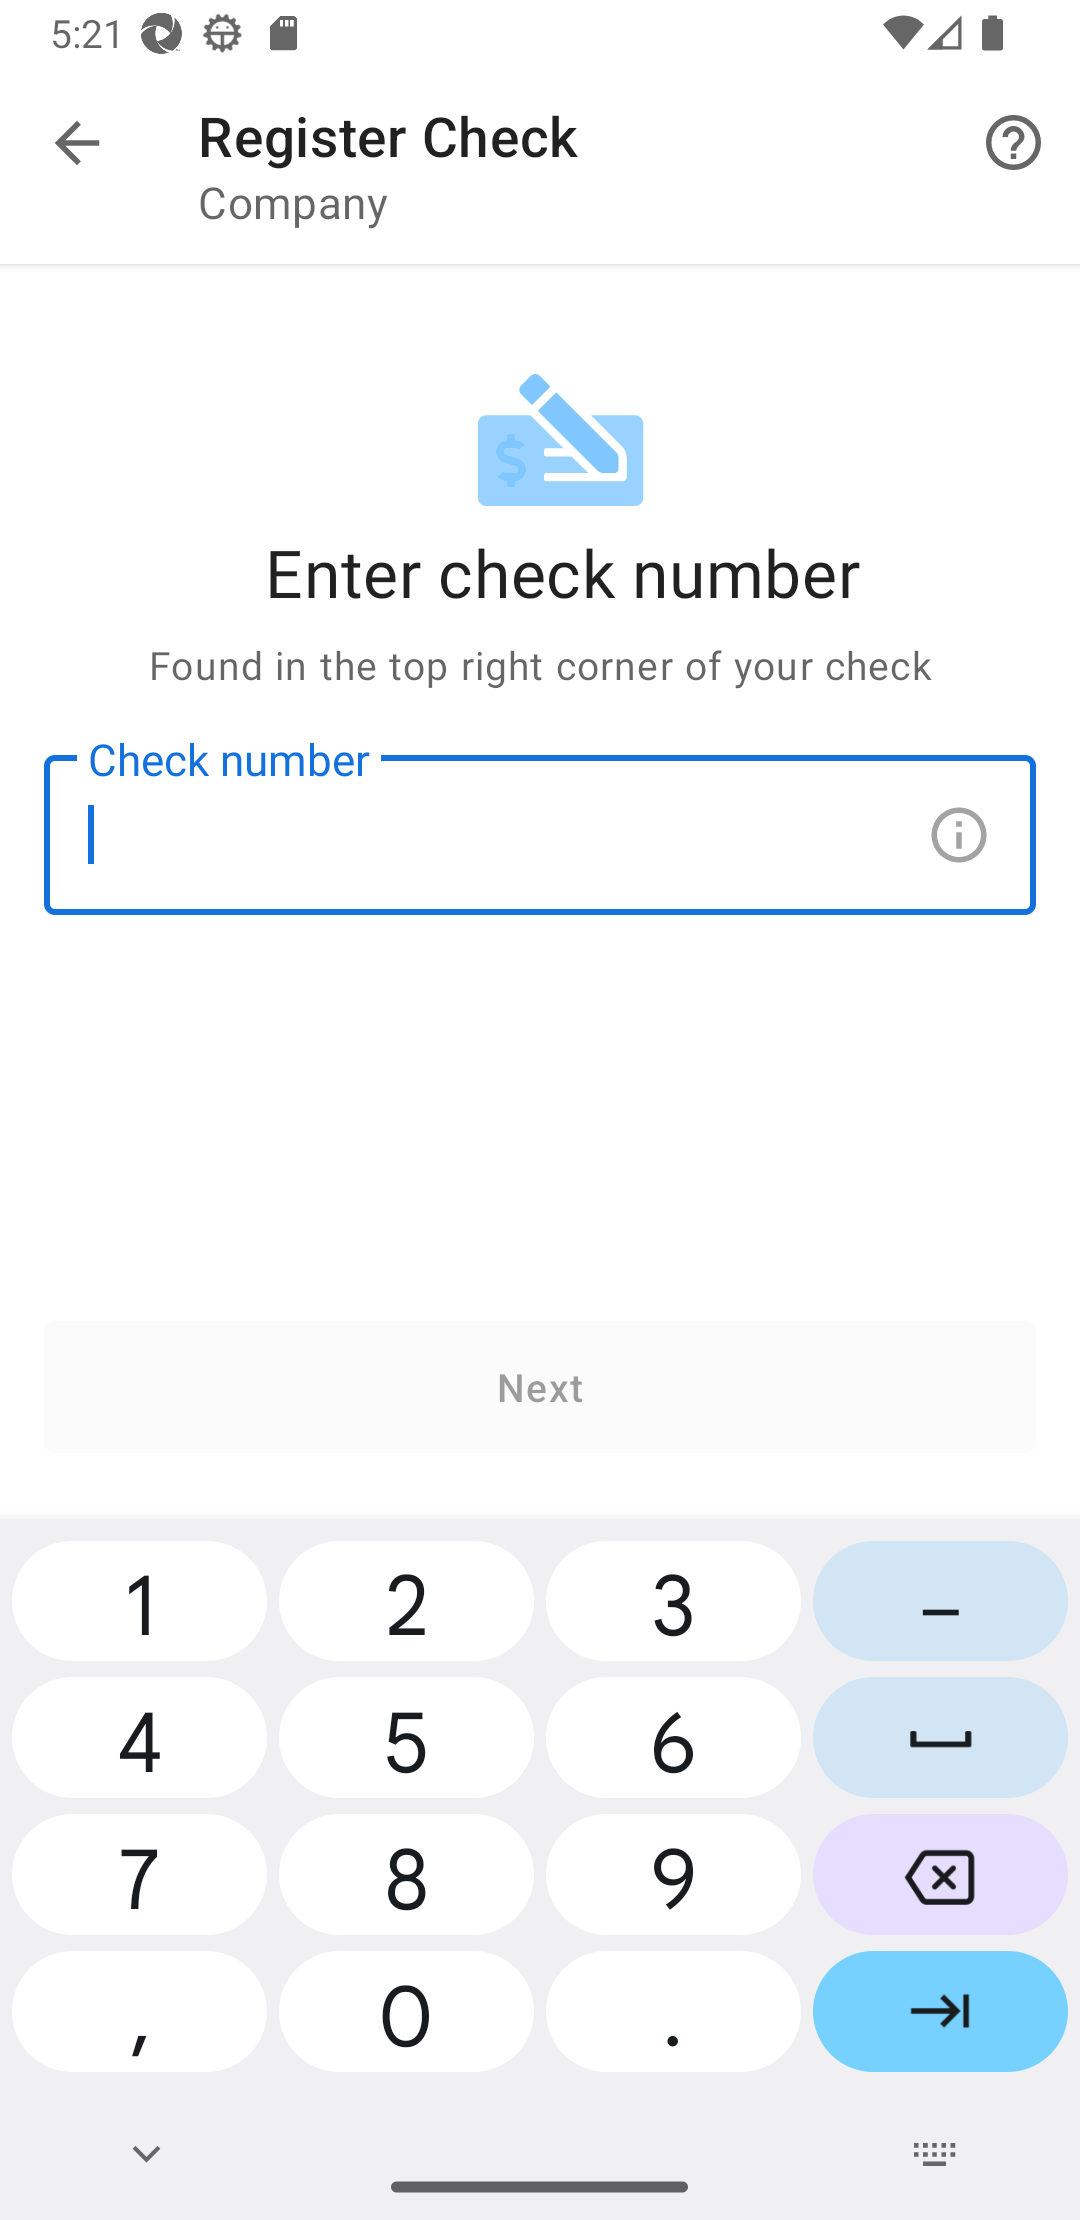 5:21
Register Check
Company
$
Enter check number
Found in the top right corner of your check
Check number
Next
1 2 3 –
4 5 6
7 8 9
, 0 .